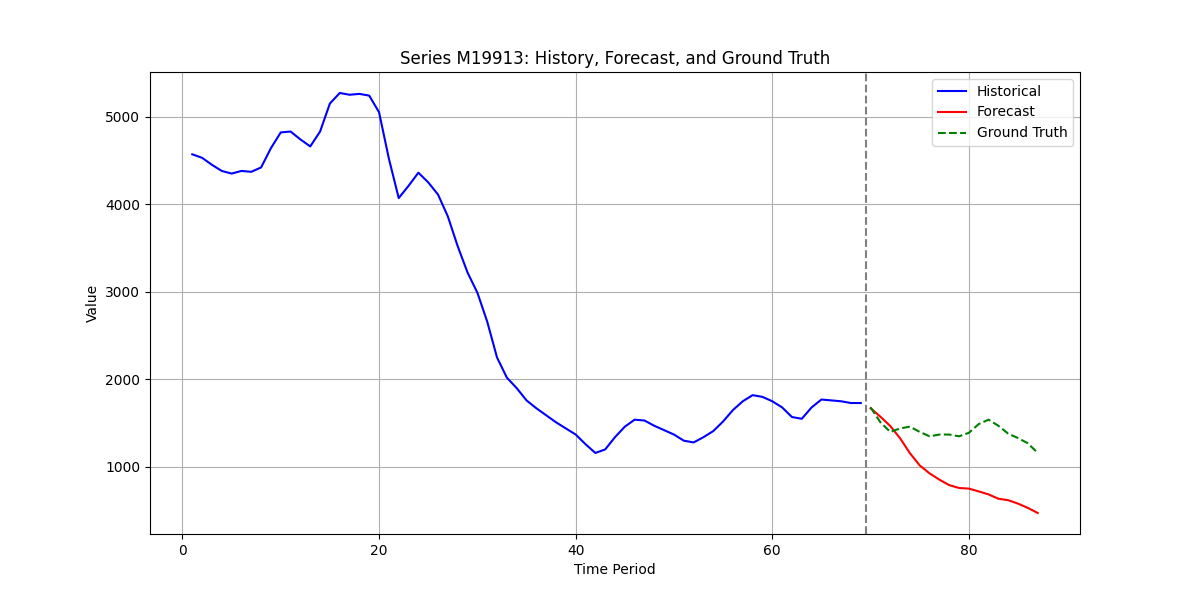 Series M19913: History, Forecast, and Ground Truth
Historical
Forecast
Ground Truth
5000
4000
3000
2000
1000
Value
0
20
40
60
80
Time Period